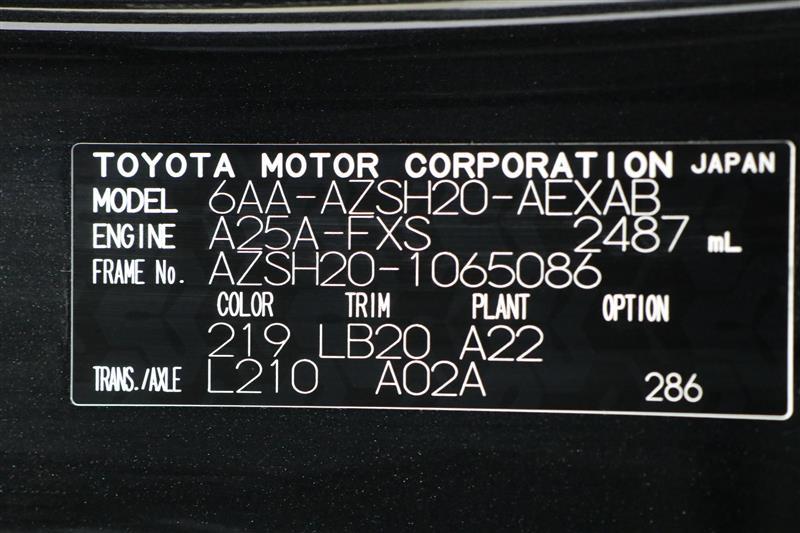 TOYOTA MOTOR CORPORATION JAPAN
MODEL 6AA-AZSH20-AEXAB
ENGINE A25A-FXS 2487 mL
FRAME No. AZSH20-1065086
COLOR TRIM PLANT OPTION
219 LB20 A22
TRANS./AXLE L210 A02A 286